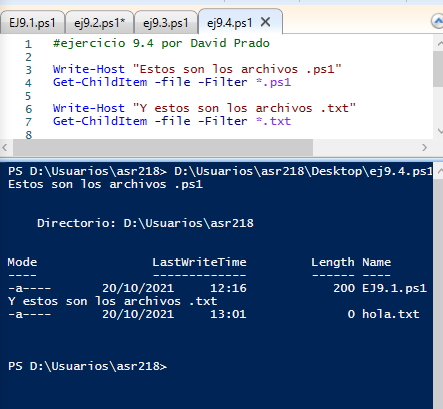 EJ9.1.ps1 ej9.2.ps1* ej9.3.ps1 ej9.4.ps1 X
1 #ejercicio 9.4 por David Prado
2
3 Write-Host "Estos son los archivos .ps1"
4 Get-ChildItem -file -Filter *.ps1
5
6 Write-Host "Y estos son los archivos .txt"
7 Get-ChildItem -file -Filter *.txt
8
PS D:\Usuarios\asr218> D:\Usuarios\asr218\Desktop\ej9.4.ps1
Estos son los archivos .ps1
Directorio: D:\Usuarios\asr218
Mode LastWriteTime Length Name
---- ------------- ------ ----
-a---- 20/10/2021 12:16 200 EJ9.1.ps1
Y estos son los archivos .txt
-a---- 20/10/2021 13:01 0 hola.txt
PS D:\Usuarios\asr218>